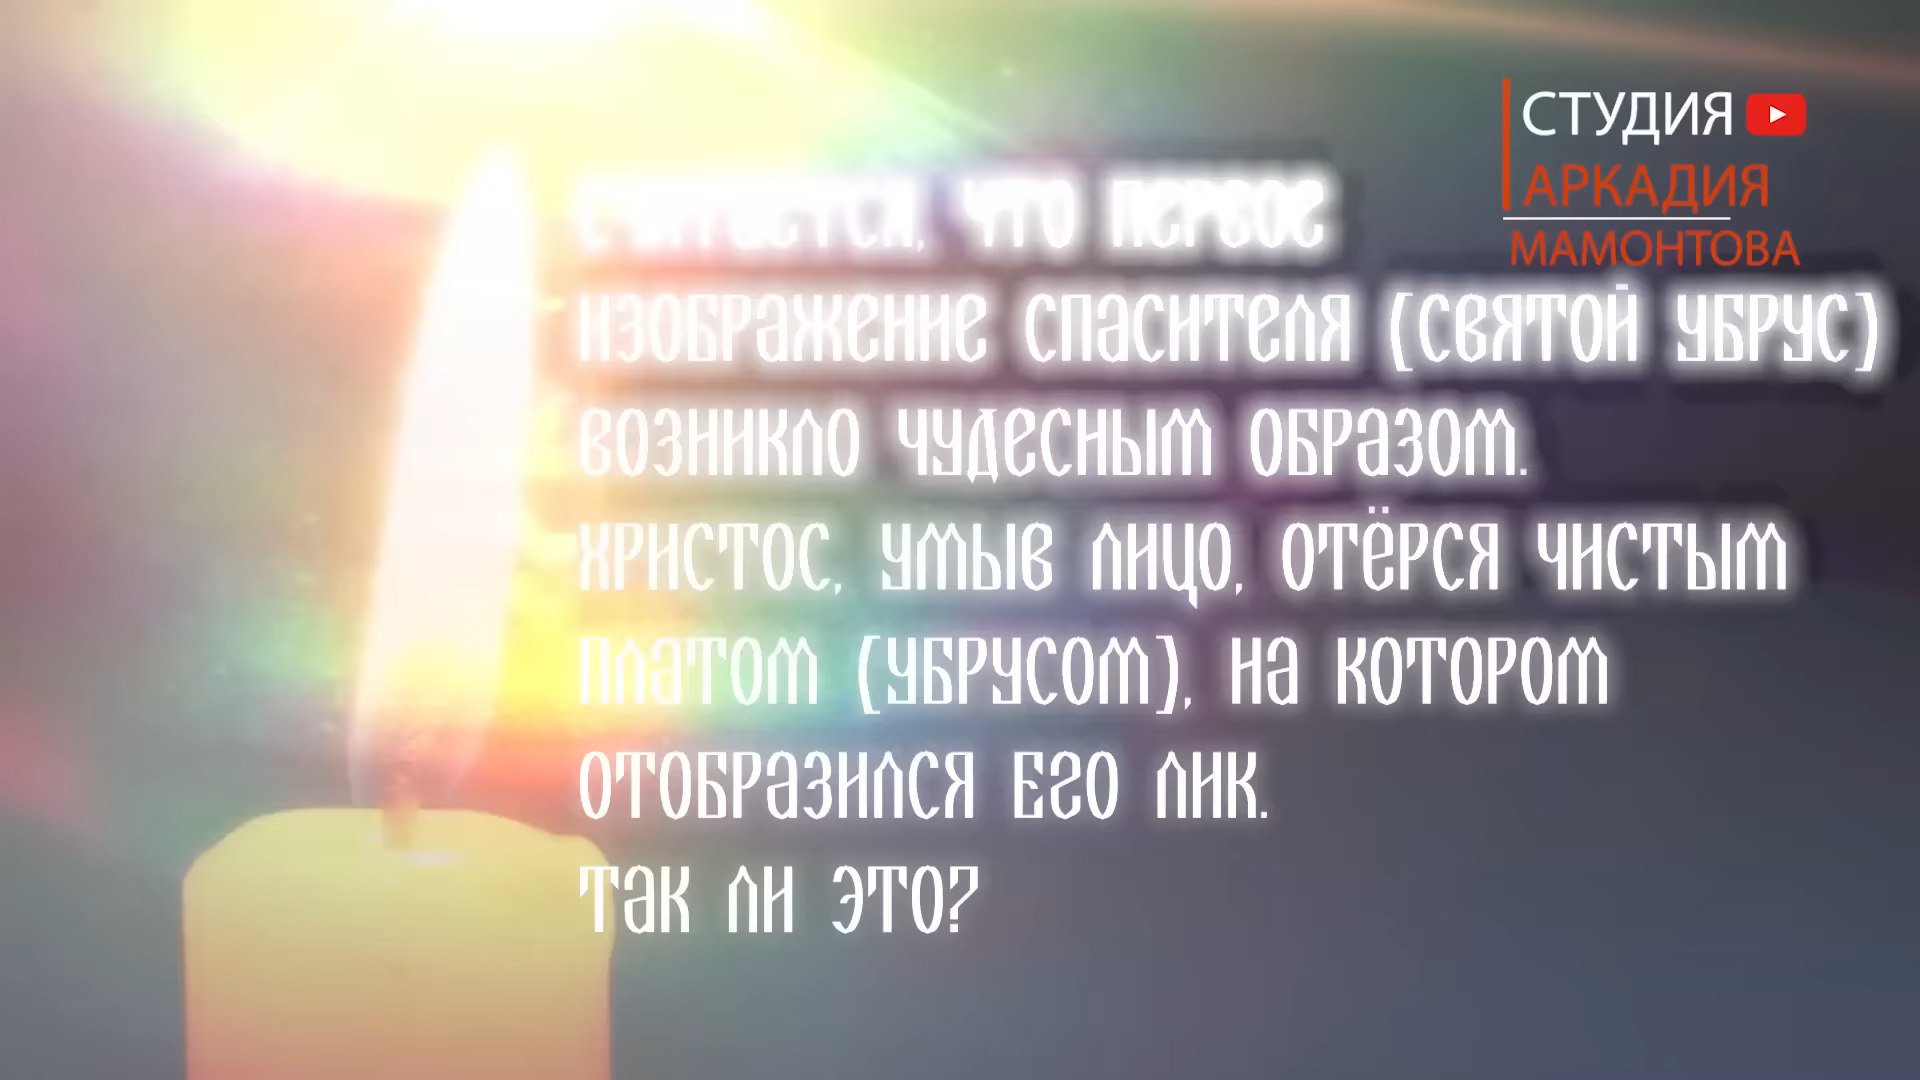 СТУДИЯ
АРКАДИЯ
МАМОНТОВА
СЧИТАЕТСЯ, ЧТО ПЕРВОЕ
ИЗОБРАЖЕНИЕ СПАСИТЕЛЯ (СВЯТОЙ УБРУС)
ВОЗНИКЛО ЧУДЕСНЫМ ОБРАЗОМ.
ХРИСТОС, УМЫВ ЛИЦО, ОТЁРСЯ ЧИСТЫМ
ПЛАТОМ (УБРУСОМ), НА КОТОРОМ
ОТОБРАЗИЛСЯ ЕГО ЛИК.
ТАК ЛИ ЭТО?